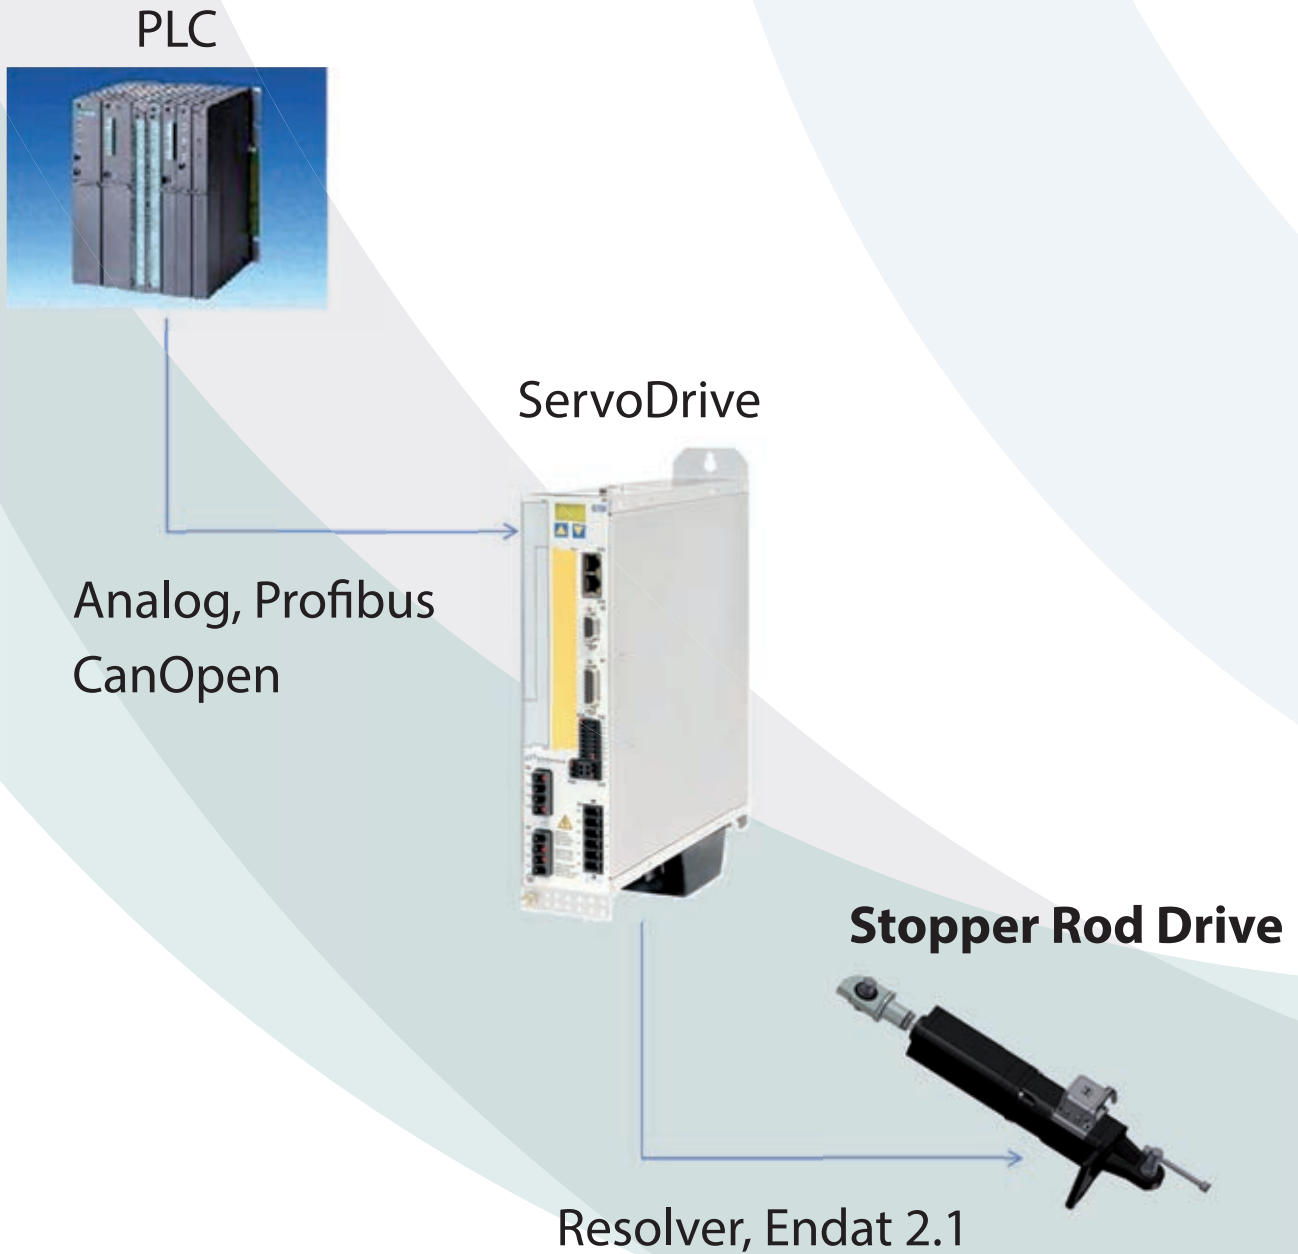 PLC
ServoDrive
Analog, Profibus
CanOpen
Stopper Rod Drive
Resolver, Endat 2.1